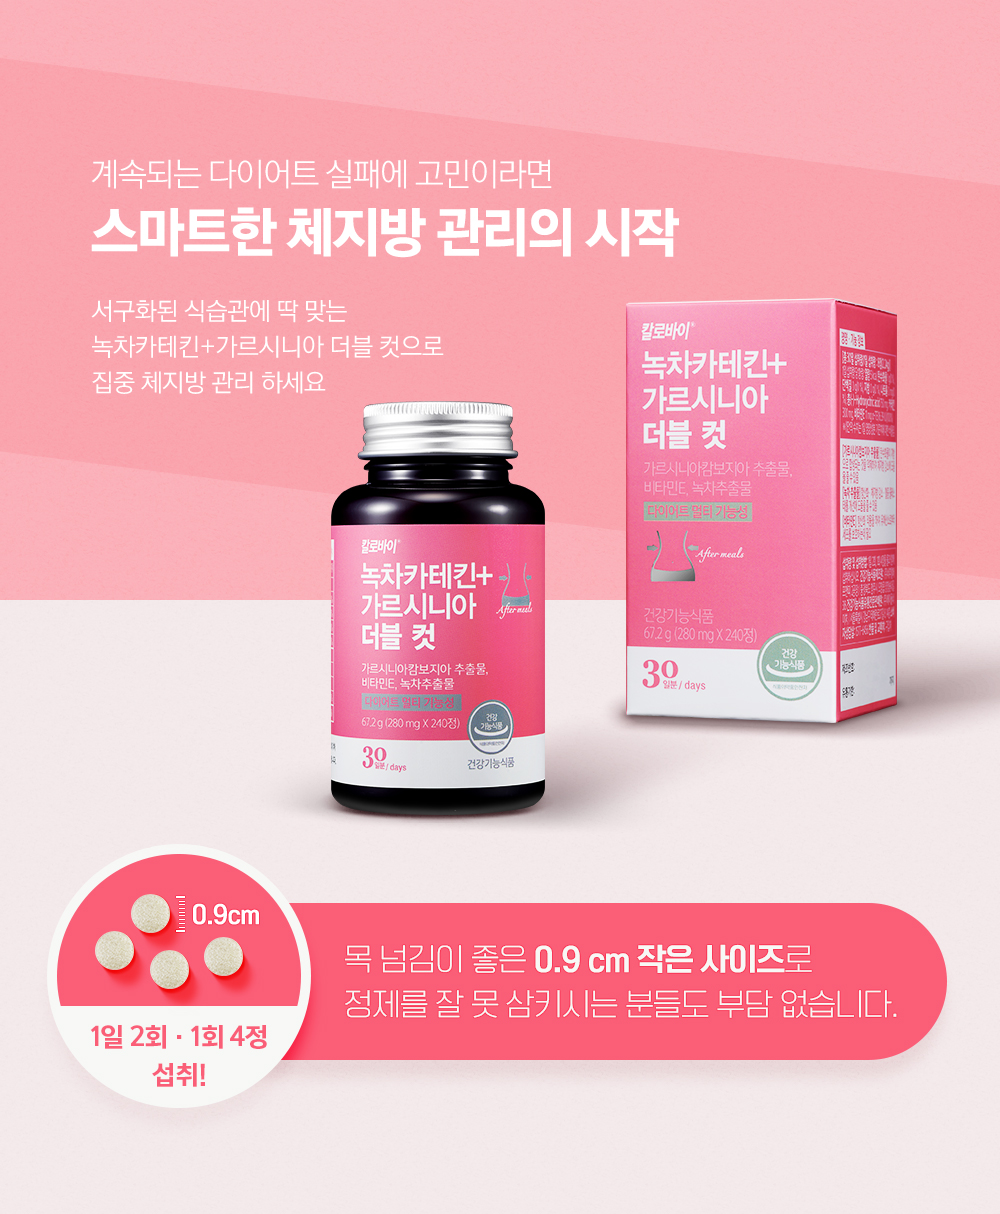 계속되는 다이어트 실패에 고민이라면
스마트한 체지방 관리의 시작
서구화된 식습관에 딱 맞는
녹차카테킨+가르시니아 더블 컷으로
집중 체지방 관리 하세요
칼로바이®
녹차카테킨+
가르시니아
더블 컷
가르시니아캄보지아 추출물,
비타민E, 녹차추출물
다이어트 멀티 기능성
After meals
건강기능식품
67.2 g (280 mg X 240정)
30일분 / days
건강
기능식품
칼로바이®
녹차카테킨+
가르시니아
더블 컷
After meals
가르시니아캄보지아 추출물,
비타민E, 녹차추출물
다이어트 멀티 기능성
67.2 g (280 mg X 240정)
건강
기능식품
30일분 / days
건강기능식품
0.9cm
1일 2회 · 1회 4정
섭취!
목 넘김이 좋은 0.9 cm 작은 사이즈로
정제를 잘 못 삼키시는 분들도 부담 없습니다.